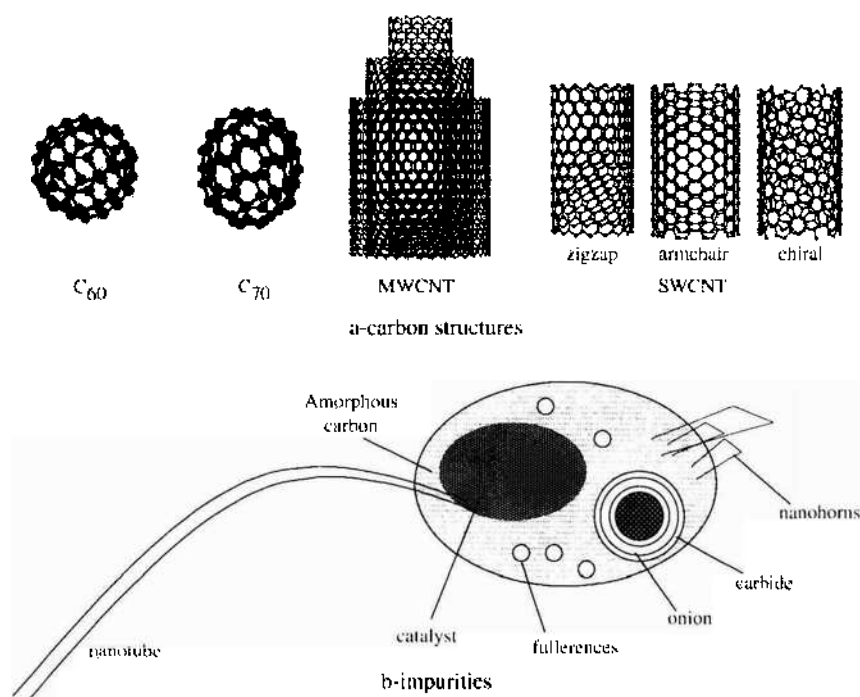 zigzap armchair chiral
C60 C70 MWCNT SWCNT
a-carbon structures
Amorphous
carbon
nanohorns
carbide
onion
catalyst fullerences
nanotube
b-impurities